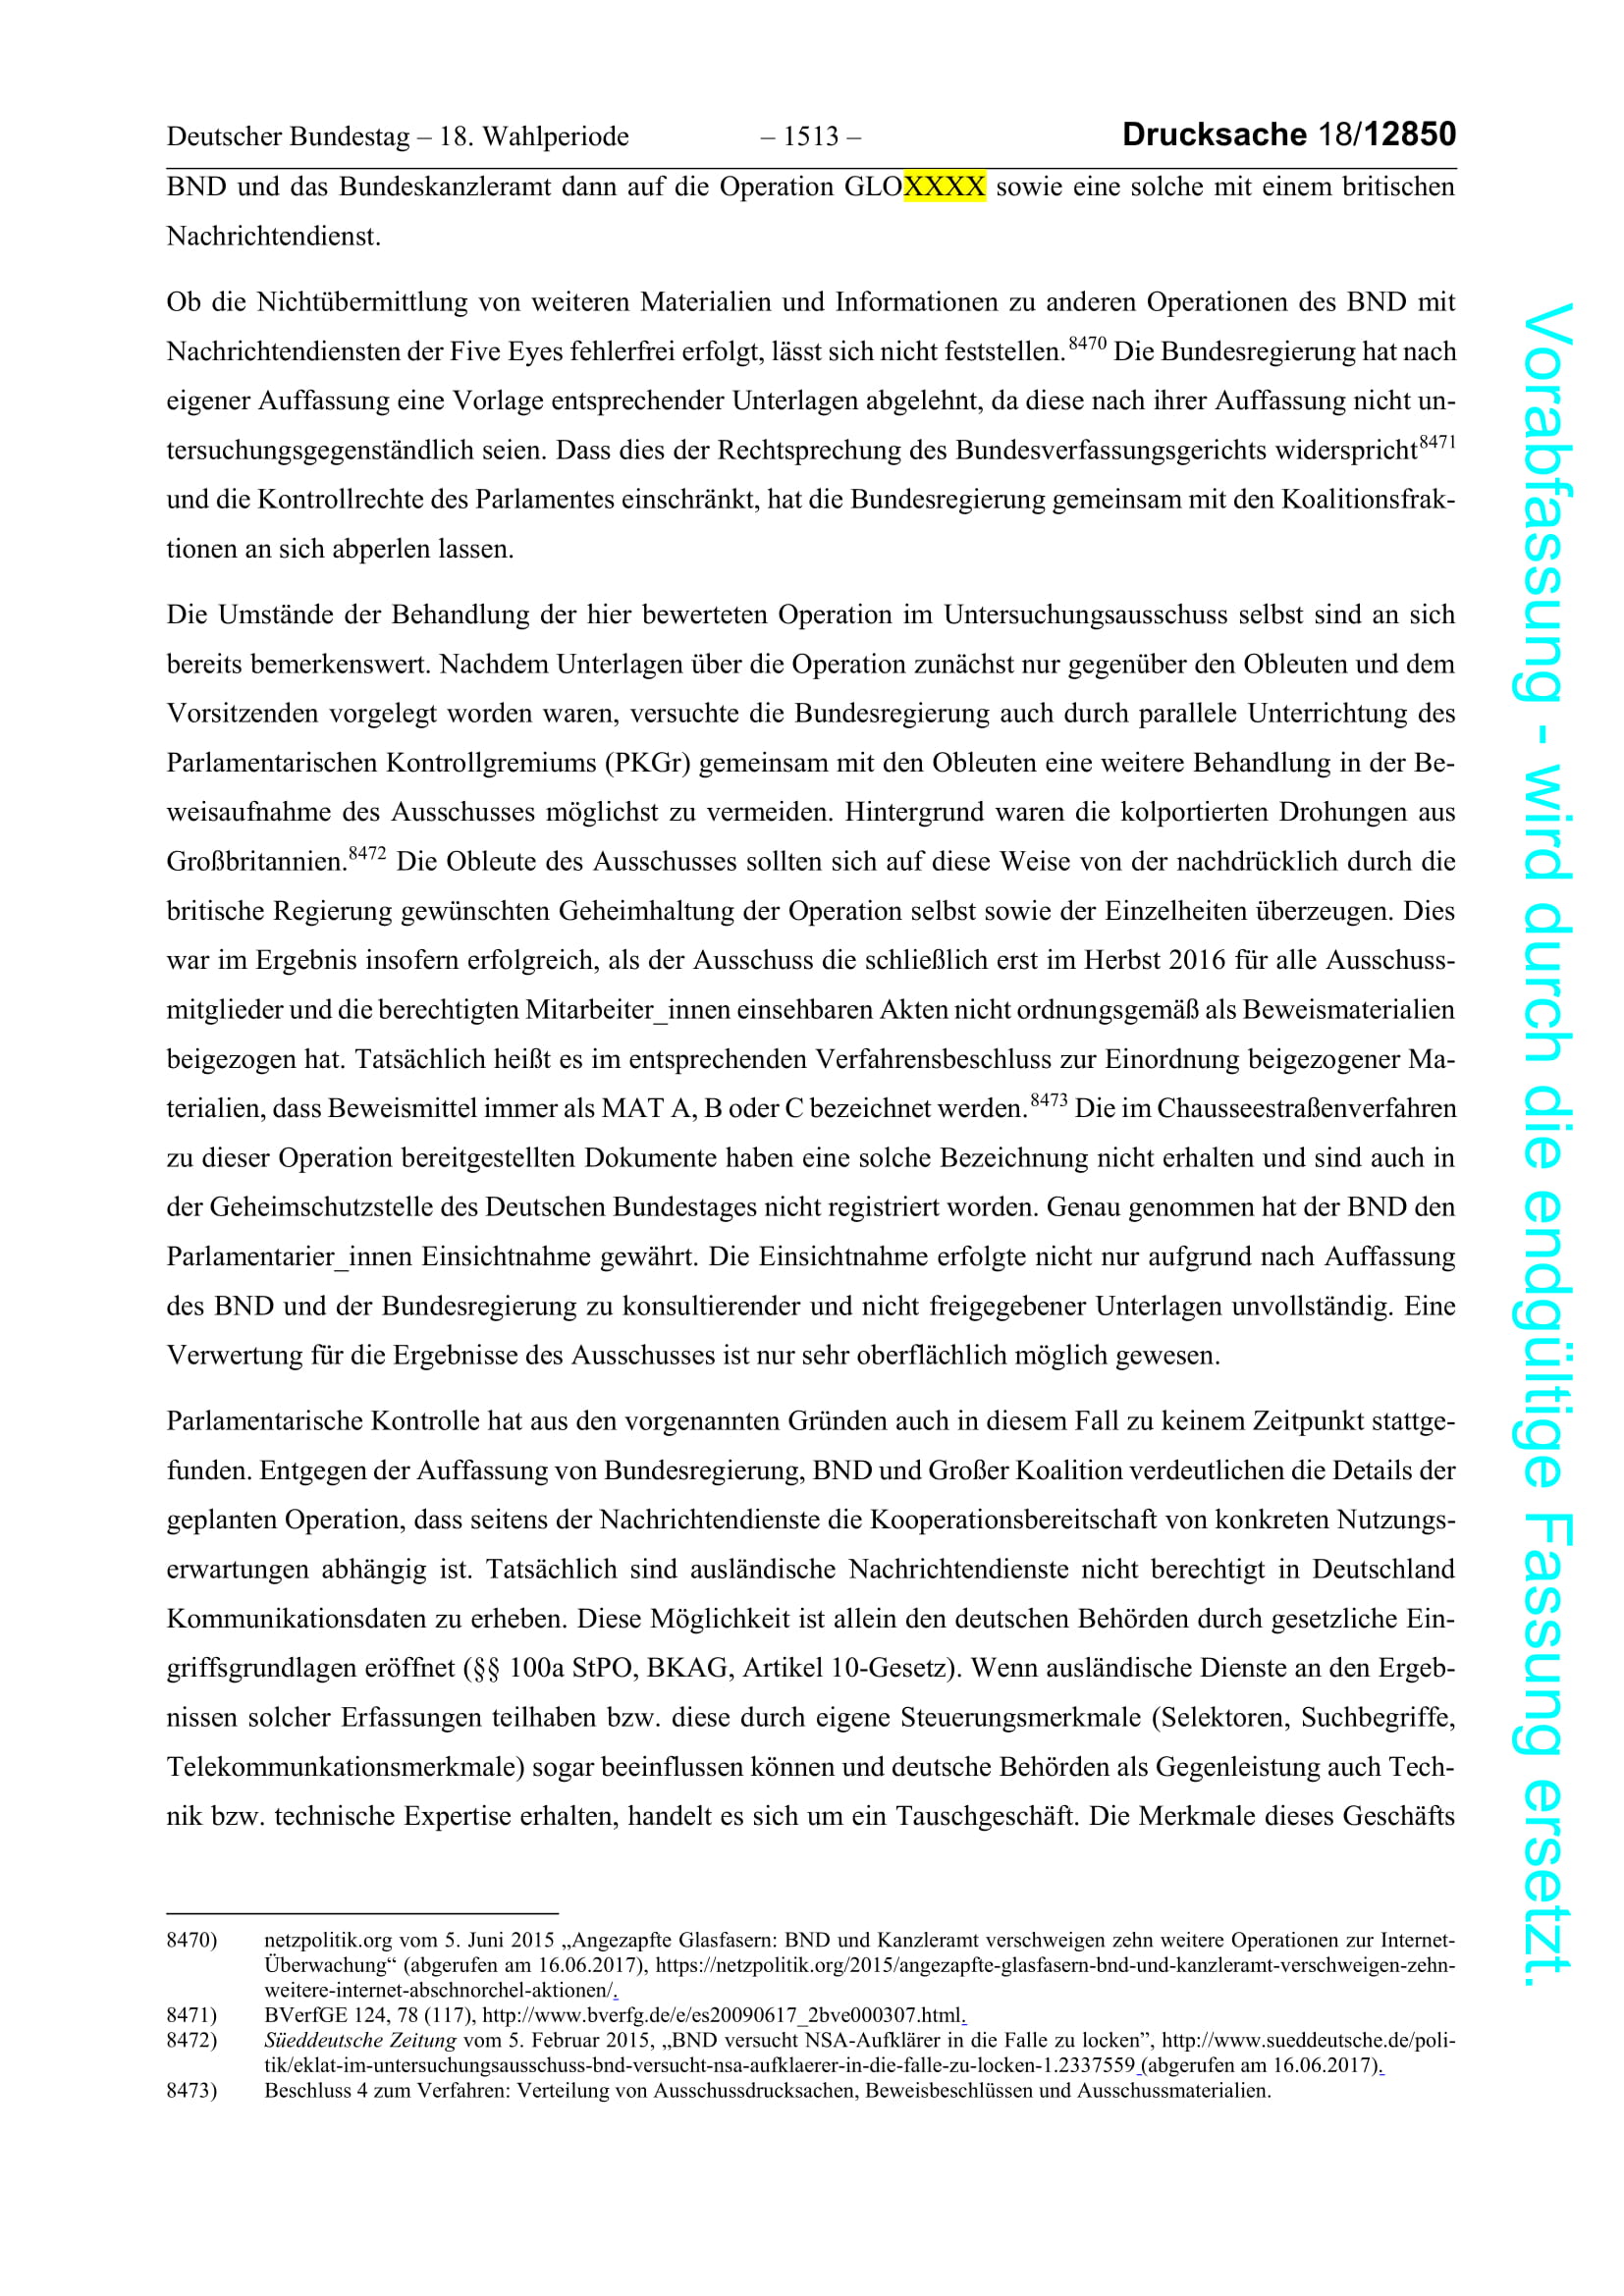 Deutscher Bundestag – 18. Wahlperiode – 1513 – Drucksache 18/12850
BND und das Bundeskanzleramt dann auf die Operation GLOXXXX sowie eine solche mit einem britischen
Nachrichtendienst.
Ob die Nichtübermittlung von weiteren Materialien und Informationen zu anderen Operationen des BND mit
Nachrichtendiensten der Five Eyes fehlerfrei erfolgt, lässt sich nicht feststellen.8470 Die Bundesregierung hat nach
eigener Auffassung eine Vorlage entsprechender Unterlagen abgelehnt, da diese nach ihrer Auffassung nicht un-
tersuchungsgegenständlich seien. Dass dies der Rechtsprechung des Bundesverfassungsgerichts widerspricht8471
und die Kontrollrechte des Parlamentes einschränkt, hat die Bundesregierung gemeinsam mit den Koalitionsfrak-
tionen an sich abperlen lassen.
Die Umstände der Behandlung der hier bewerteten Operation im Untersuchungsausschuss selbst sind an sich
bereits bemerkenswert. Nachdem Unterlagen über die Operation zunächst nur gegenüber den Obleuten und dem
Vorsitzenden vorgelegt worden waren, versuchte die Bundesregierung auch durch parallele Unterrichtung des
Parlamentarischen Kontrollgremiums (PKGr) gemeinsam mit den Obleuten eine weitere Behandlung in der Be-
weisaufnahme des Ausschusses möglichst zu vermeiden. Hintergrund waren die kolportierten Drohungen aus
Großbritannien.8472 Die Obleute des Ausschusses sollten sich auf diese Weise von der nachdrücklich durch die
britische Regierung gewünschten Geheimhaltung der Operation selbst sowie der Einzelheiten überzeugen. Dies
war im Ergebnis insofern erfolgreich, als der Ausschuss die schließlich erst im Herbst 2016 für alle Ausschuss-
mitglieder und die berechtigten Mitarbeiter_innen einsehbaren Akten nicht ordnungsgemäß als Beweismaterialien
beigezogen hat. Tatsächlich heißt es im entsprechenden Verfahrensbeschluss zur Einordnung beigezogener Ma-
terialien, dass Beweismittel immer als MAT A, B oder C bezeichnet werden.8473 Die im Chausseestraßenverfahren
zu dieser Operation bereitgestellten Dokumente haben eine solche Bezeichnung nicht erhalten und sind auch in
der Geheimschutzstelle des Deutschen Bundestages nicht registriert worden. Genau genommen hat der BND den
Parlamentarier_innen Einsichtnahme gewährt. Die Einsichtnahme erfolgte nicht nur aufgrund nach Auffassung
des BND und der Bundesregierung zu konsultierender und nicht freigegebener Unterlagen unvollständig. Eine
Verwertung für die Ergebnisse des Ausschusses ist nur sehr oberflächlich möglich gewesen.
Parlamentarische Kontrolle hat aus den vorgenannten Gründen auch in diesem Fall zu keinem Zeitpunkt stattge-
funden. Entgegen der Auffassung von Bundesregierung, BND und Großer Koalition verdeutlichen die Details der
geplanten Operation, dass seitens der Nachrichtendienste die Kooperationsbereitschaft von konkreten Nutzungs-
erwartungen abhängig ist. Tatsächlich sind ausländische Nachrichtendienste nicht berechtigt in Deutschland
Kommunikationsdaten zu erheben. Diese Möglichkeit ist allein den deutschen Behörden durch gesetzliche Ein-
griffsgrundlagen eröffnet (§§ 100a StPO, BKAG, Artikel 10-Gesetz). Wenn ausländische Dienste an den Ergeb-
nissen solcher Erfassungen teilhaben bzw. diese durch eigene Steuerungsmerkmale (Selektoren, Suchbegriffe,
Telekommunkationsmerkmale) sogar beeinflussen können und deutsche Behörden als Gegenleistung auch Tech-
nik bzw. technische Expertise erhalten, handelt es sich um ein Tauschgeschäft. Die Merkmale dieses Geschäfts
8470) netzpolitik.org vom 5. Juni 2015 „Angezapfte Glasfasern: BND und Kanzleramt verschweigen zehn weitere Operationen zur Internet-
Überwachung“ (abgerufen am 16.06.2017), https://netzpolitik.org/2015/angezapfte-glasfasern-bnd-und-kanzleramt-verschweigen-zehn-
weitere-internet-abschnorchel-aktionen/.
8471) BVerfGE 124, 78 (117), http://www.bverfg.de/e/es20090617_2bve000307.html.
8472) Süeddeutsche Zeitung vom 5. Februar 2015, „BND versucht NSA-Aufklärer in die Falle zu locken”, http://www.sueddeutsche.de/poli-
tik/eklat-im-untersuchungsausschuss-bnd-versucht-nsa-aufklaerer-in-die-falle-zu-locken-1.2337559 (abgerufen am 16.06.2017).
8473) Beschluss 4 zum Verfahren: Verteilung von Ausschussdrucksachen, Beweisbeschlüssen und Ausschussmaterialien.
Vorabfassung - wird durch die endgültige Fassung ersetzt.